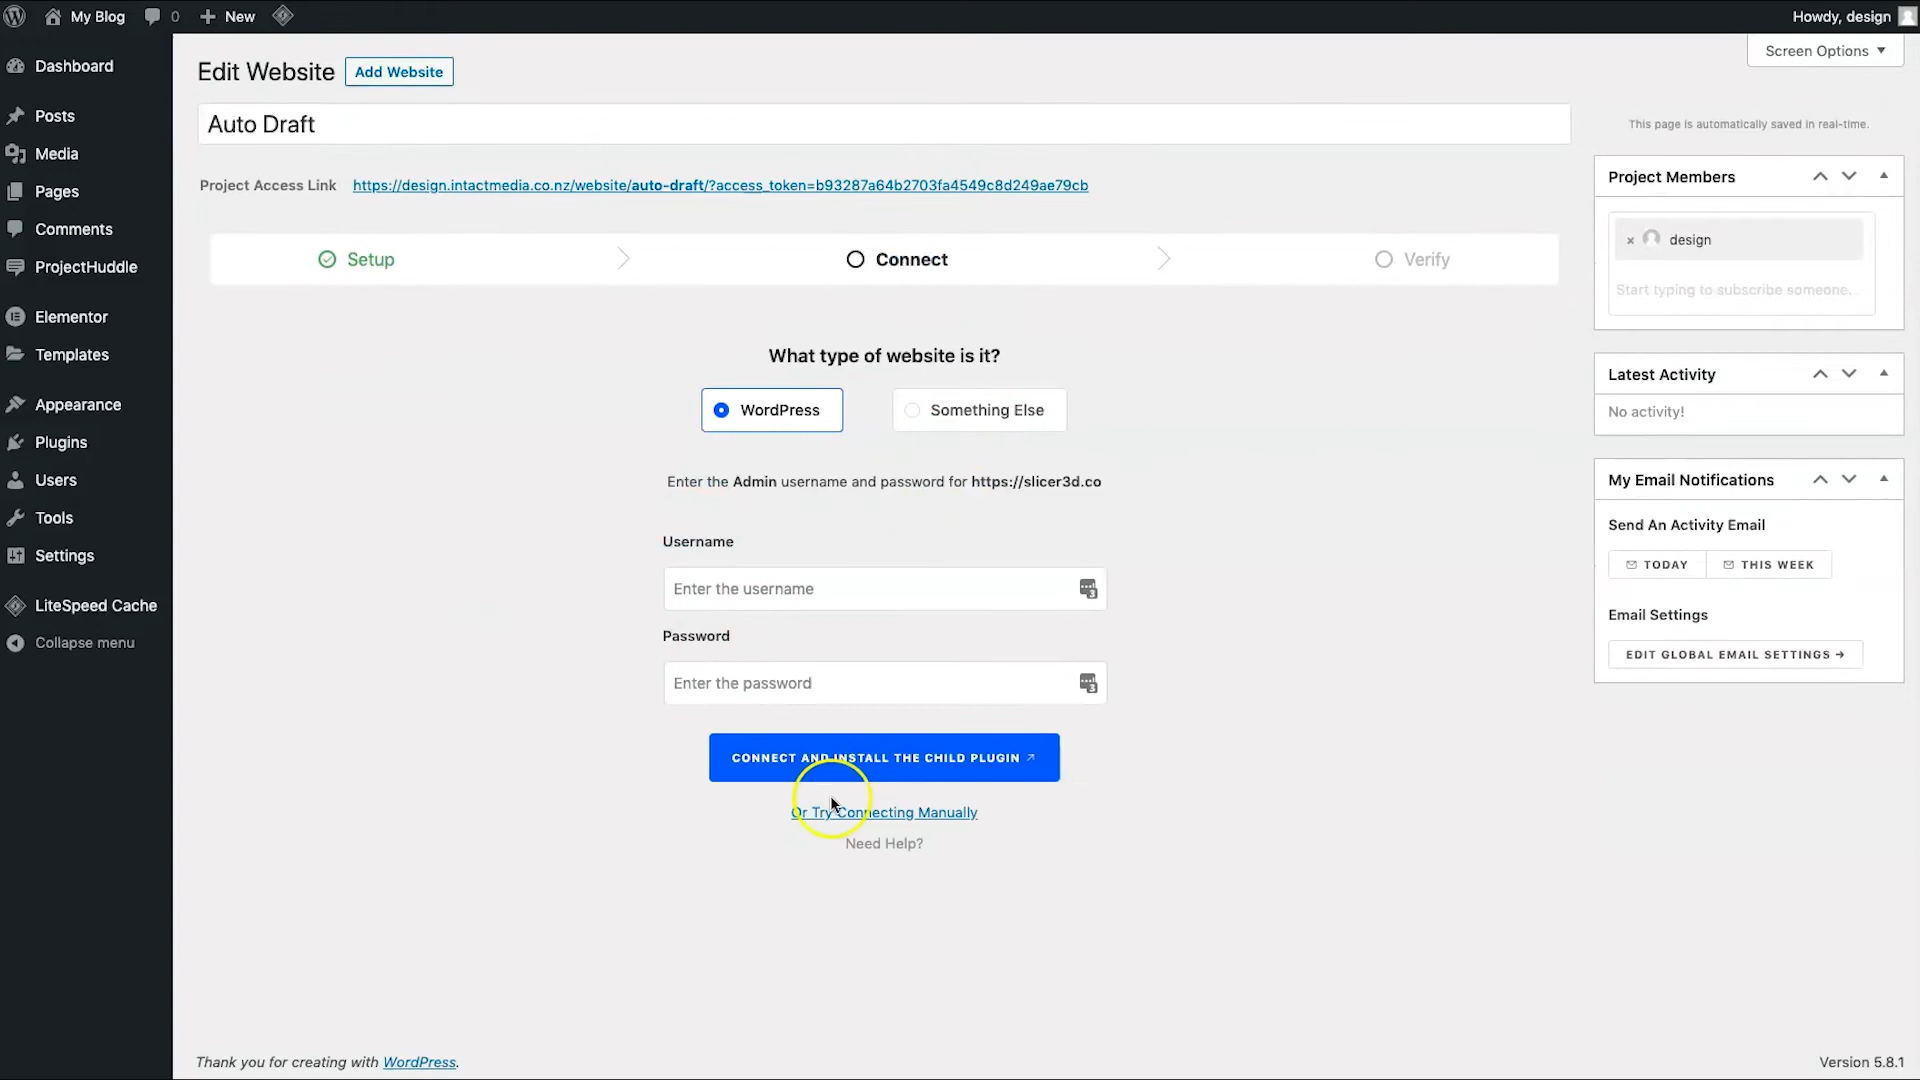 My Blog
0
New
Howdy, design
Screen Options
Dashboard
Posts
Media
Pages
Comments
ProjectHuddle
Elementor
Templates
Appearance
Plugins
Users
Tools
Settings
LiteSpeed Cache
Collapse menu
Edit Website
Add Website
Auto Draft
This page is automatically saved in real-time.
Project Access Link https://design.intactmedia.co.nz/website/auto-draft/?access_token=b93287a64b2703fa4549c8d249ae79cb
Setup
Connect
Verify
What type of website is it?
WordPress
Something Else
Enter the Admin username and password for https://slicer3d.co
Username
Enter the username
3
Password
Enter the password
3
CONNECT AND INSTALL THE CHILD PLUGIN
Or Try Connecting Manually
Need Help?
Project Members
× design
Start typing to subscribe someone...
Latest Activity
No activity!
My Email Notifications
Send An Activity Email
TODAY
THIS WEEK
Email Settings
EDIT GLOBAL EMAIL SETTINGS →
Thank you for creating with WordPress.
Version 5.8.1